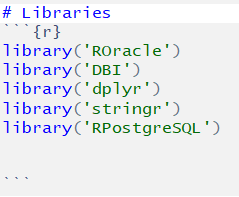 # Libraries
```{r}
library('ROracle')
library('DBI')
library('dplyr')
library('stringr')
library('RPostgreSQL')
```